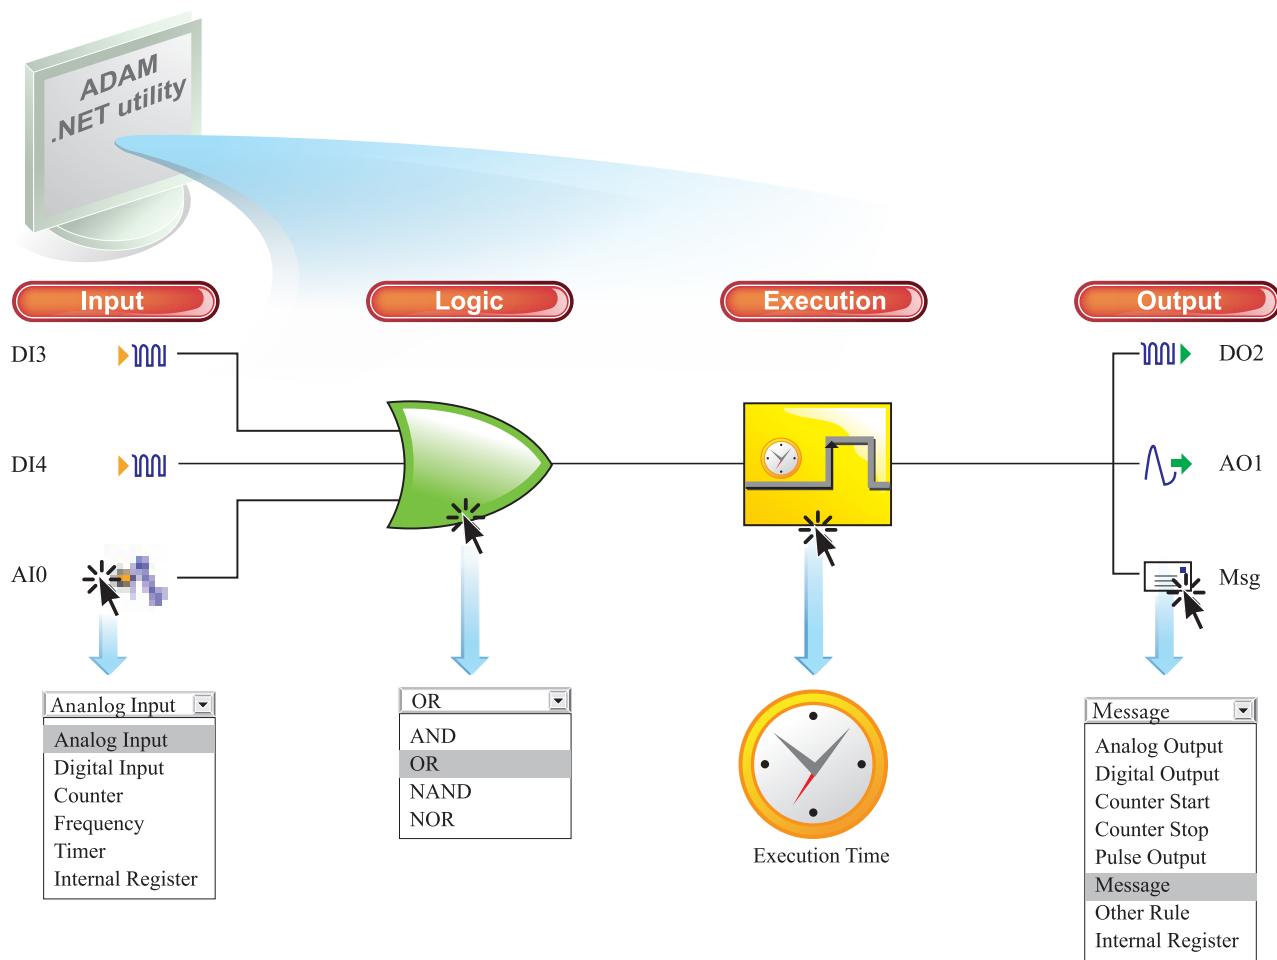 ADAM
.NET utility
Input
Logic
Execution
Output
DI3
DO2
DI4
AO1
AI0
Msg
Ananlog Input
Analog Input
Digital Input
Counter
Frequency
Timer
Internal Register
OR
AND
OR
NAND
NOR
Execution Time
Message
Analog Output
Digital Output
Counter Start
Counter Stop
Pulse Output
Message
Other Rule
Internal Register